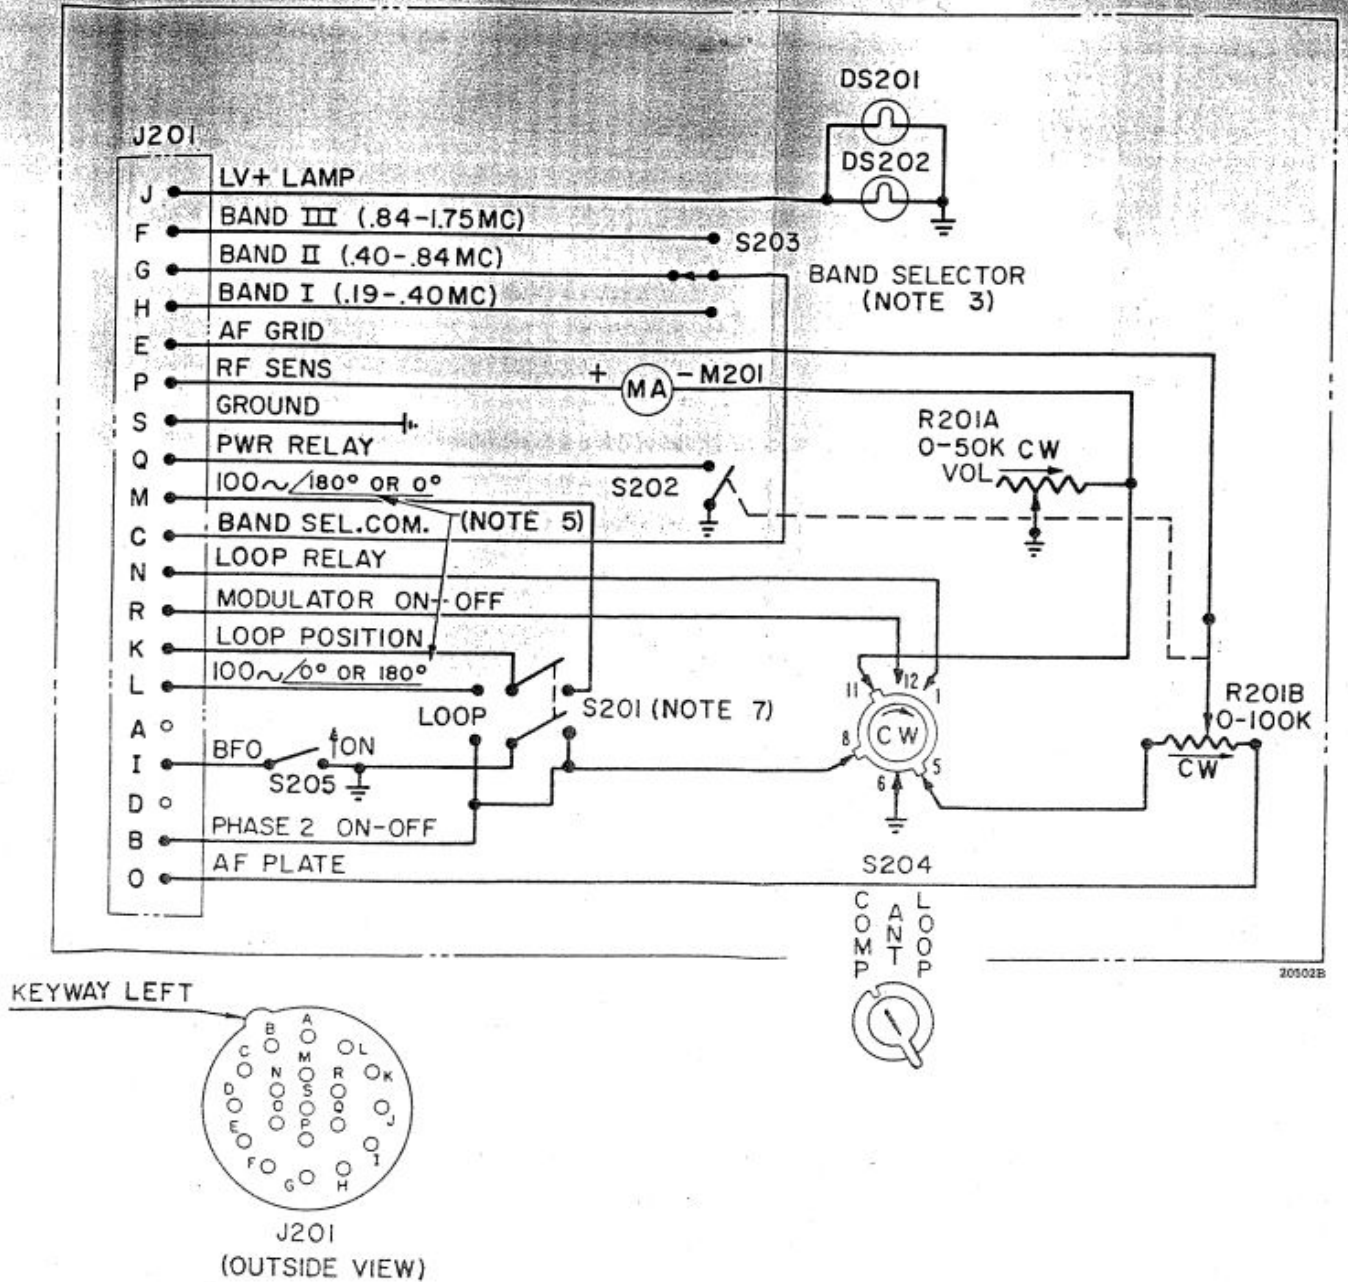 DS201
J201
DS202
J LV+ LAMP
F BAND III (.84-1.75MC)
S203
G BAND II (.40-.84MC)
BAND SELECTOR
(NOTE 3)
H BAND I (.19-.40MC)
E AF GRID
P RF SENS
+ MA - M201
S GROUND
R201A
0-50K CW
VOL
Q PWR RELAY
S202
M 100~/180° OR 0°
C BAND SEL.COM. (NOTE 5)
N LOOP RELAY
R MODULATOR ON-OFF
K LOOP POSITION
L 100~/0° OR 180°
11 12 1
R201B
0-100K
LOOP S201 (NOTE 7)
A
CW
8 5
6
CW
I BFO ON
S205
D
B PHASE 2 ON-OFF
O AF PLATE
S204
COMP ANT LOOP
20502B
KEYWAY LEFT
A
B
L
C
M
N R K
D
S
O Q
J
E
P
F
I
G
H
J201
(OUTSIDE VIEW)